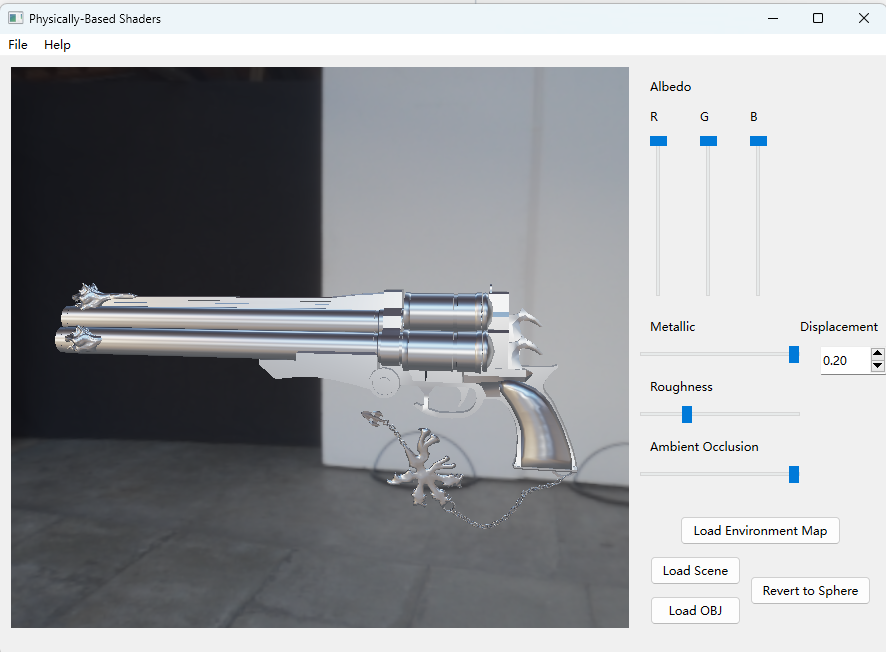 Physically-Based Shaders
File Help
Albedo
R G B
Metallic
Displacement
0.20
Roughness
Ambient Occlusion
Load Environment Map
Load Scene
Revert to Sphere
Load OBJ